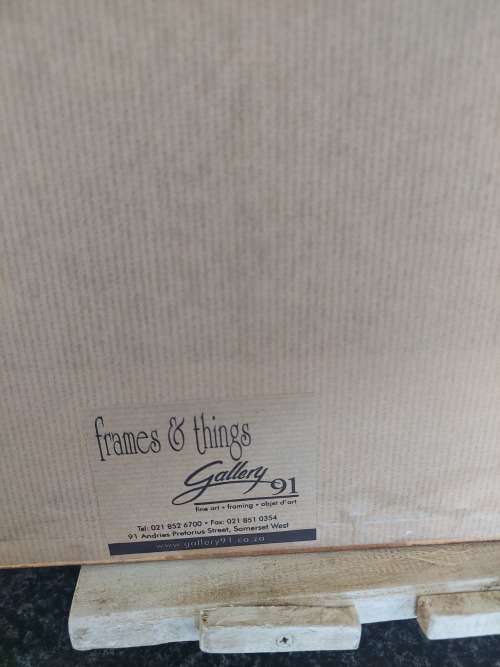 frames & things
Gallery 91
fine art • framing • objet d'art
Tel: 021 852 6700 • Fax: 021 851 0354
91 Andries Pretorius Street, Somerset West
www.gallery91.co.za